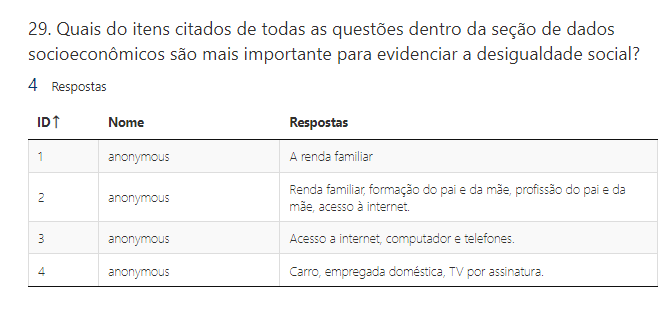 29. Quais do itens citados de todas as questões dentro da seção de dados
socioeconômicos são mais importante para evidenciar a desigualdade social?
4 Respostas
ID↑ Nome Respostas
1 anonymous A renda familiar
2 anonymous Renda familiar, formação do pai e da mãe, profissão do pai e da
mãe, acesso à internet.
3 anonymous Acesso a internet, computador e telefones.
4 anonymous Carro, empregada doméstica, TV por assinatura.